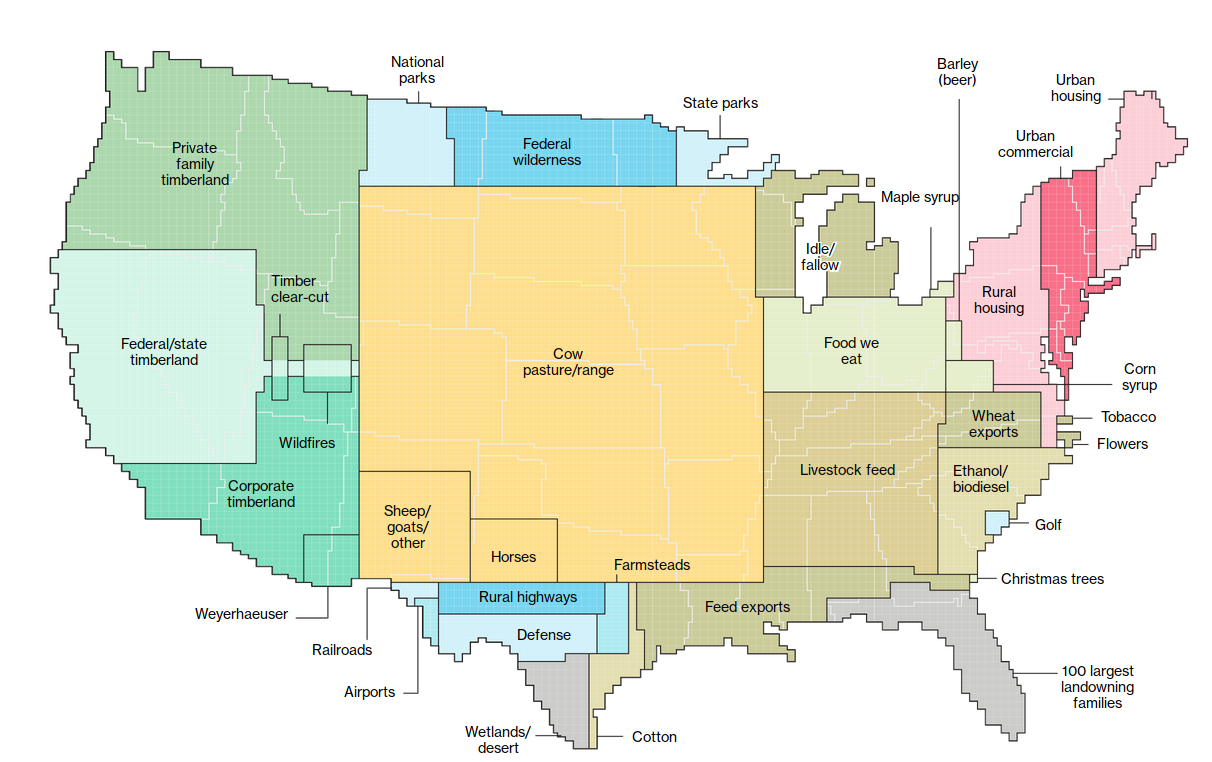 National
parks
Barley
(beer)
Urban
housing
State parks
Urban
commercial
Private
family
timberland
Federal
wilderness
Maple syrup
Idle/
fallow
Timber
clear-cut
Rural
housing
Federal/state
timberland
Food we
eat
Cow
pasture/range
Corn
syrup
Tobacco
Wheat
exports
Flowers
Wildfires
Livestock feed
Ethanol/
biodiesel
Corporate
timberland
Sheep/
goats/
other
Golf
Horses
Farmsteads
Christmas trees
Rural highways
Feed exports
Weyerhaeuser
Defense
Railroads
100 largest
landowning
families
Airports
Wetlands/
desert
Cotton